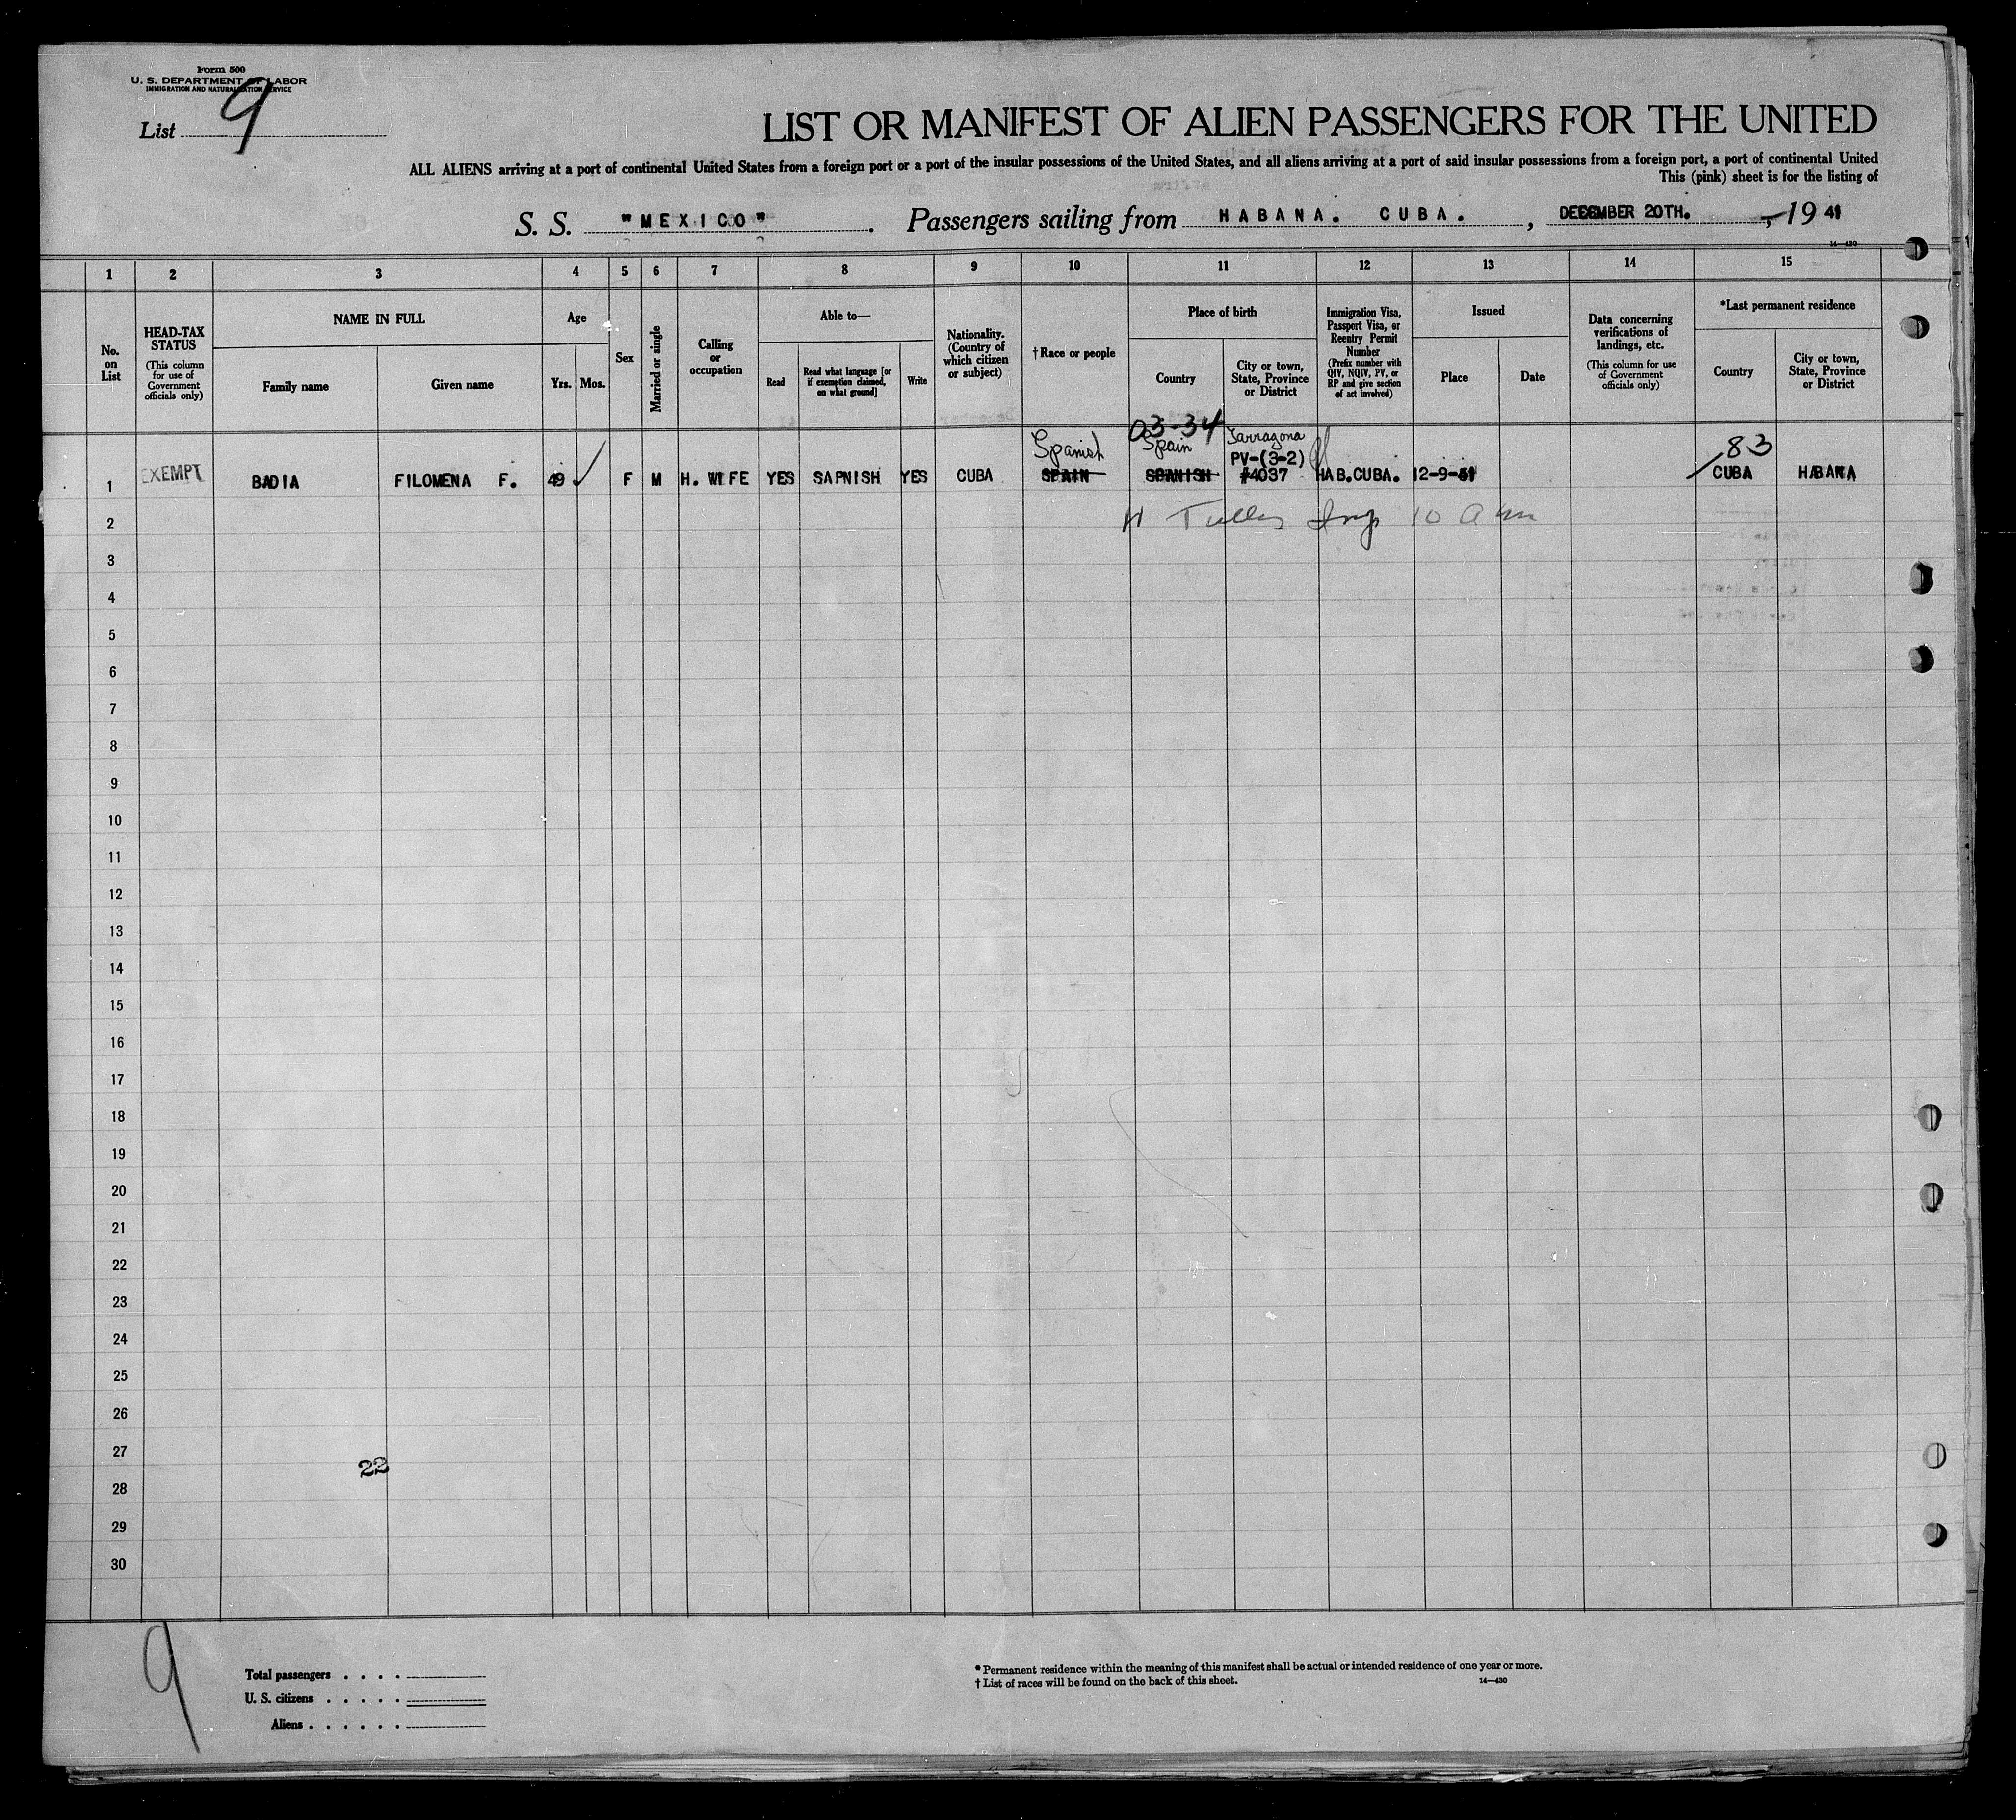 Form 500
U. S. DEPARTMENT OF LABOR
IMMIGRATION AND NATURALIZATION SERVICE
List 9
LIST OR MANIFEST OF ALIEN PASSENGERS FOR THE UNITED
ALL ALIENS arriving at a port of continental United States from a foreign port or a port of the insular possessions of the United States, and all aliens arriving at a port of said insular possessions from a foreign port, a port of continental United
This (pink) sheet is for the listing of
S. S. "MEXICO". Passengers sailing from HABANA. CUBA., DECEMBER 20TH., 1941
14—430
1 2 3 4 5 6 7 8 9 10 11 12 13 14 15
No. on List
HEAD-TAX STATUS
(This column for use of Government officials only)
NAME IN FULL
Family name
Given name
Age
Yrs. Mos.
Sex
Married or single
Calling or occupation
Able to—
Read
Read what language [or if exemption claimed, on what ground]
Write
Nationality. (Country of which citizen or subject)
†Race or people
Place of birth
Country
City or town, State, Province or District
Immigration Visa, Passport Visa, or Reentry Permit Number
(Prefix number with QIV, NQIV, PV, or RP and give section of act involved)
Issued
Place
Date
Data concerning verifications of landings, etc.
(This column for use of Government officials only)
*Last permanent residence
Country
City or town, State, Province or District
03-34
Spanish Spain Tarragona 83
PV-(3-2)
1 EXEMPT BADIA FILOMENA F. 49 ✓ F M H. WIFE YES SAPNISH YES CUBA SPAIN SPANISH #4037 HAB.CUBA. 12-9-41 CUBA HABANA
2 10 am
3
4
5
6
7
8
9
10
11
12
13
14
15
16
17
18
19
20
21
22
23
24
25
26
27
22
28
29
30
9
Total passengers . . . .
U. S. citizens . . . . .
Aliens . . . . . .
* Permanent residence within the meaning of this manifest shall be actual or intended residence of one year or more.
† List of races will be found on the back of this sheet.
14—430